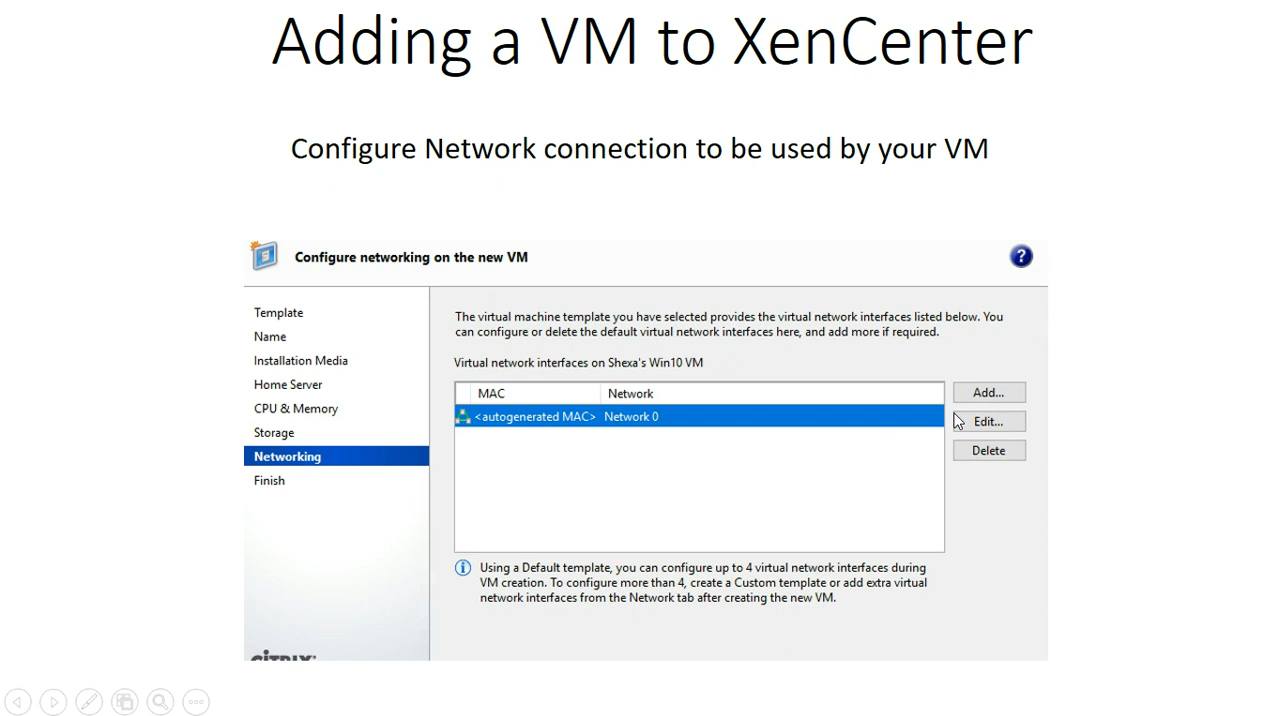 Adding a VM to XenCenter
Configure Network connection to be used by your VM
Configure networking on the new VM
?
Template
Name
Installation Media
Home Server
CPU & Memory
Storage
Networking
Finish
The virtual machine template you have selected provides the virtual network interfaces listed below. You
can configure or delete the default virtual network interfaces here, and add more if required.
Virtual network interfaces on Shexa's Win10 VM
MAC Network
<autogenerated MAC> Network 0
Add...
Edit...
Delete
Using a Default template, you can configure up to 4 virtual network interfaces during
VM creation. To configure more than 4, create a Custom template or add extra virtual
network interfaces from the Network tab after creating the new VM.
CİTRIX